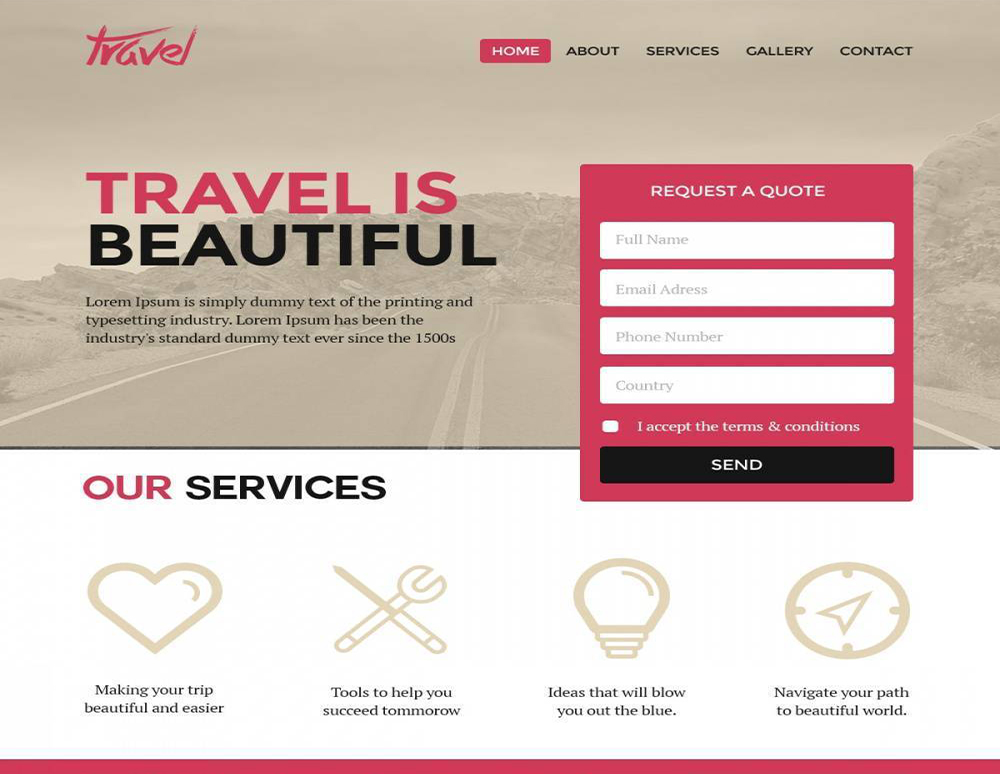 travel
HOME ABOUT SERVICES GALLERY CONTACT
TRAVEL IS
BEAUTIFUL
Lorem Ipsum is simply dummy text of the printing and
typesetting industry. Lorem Ipsum has been the
industry's standard dummy text ever since the 1500s
REQUEST A QUOTE
Full Name
Email Adress
Phone Number
Country
I accept the terms & conditions
SEND
OUR SERVICES
Making your trip
beautiful and easier
Tools to help you
succeed tommorow
Ideas that will blow
you out the blue.
Navigate your path
to beautiful world.